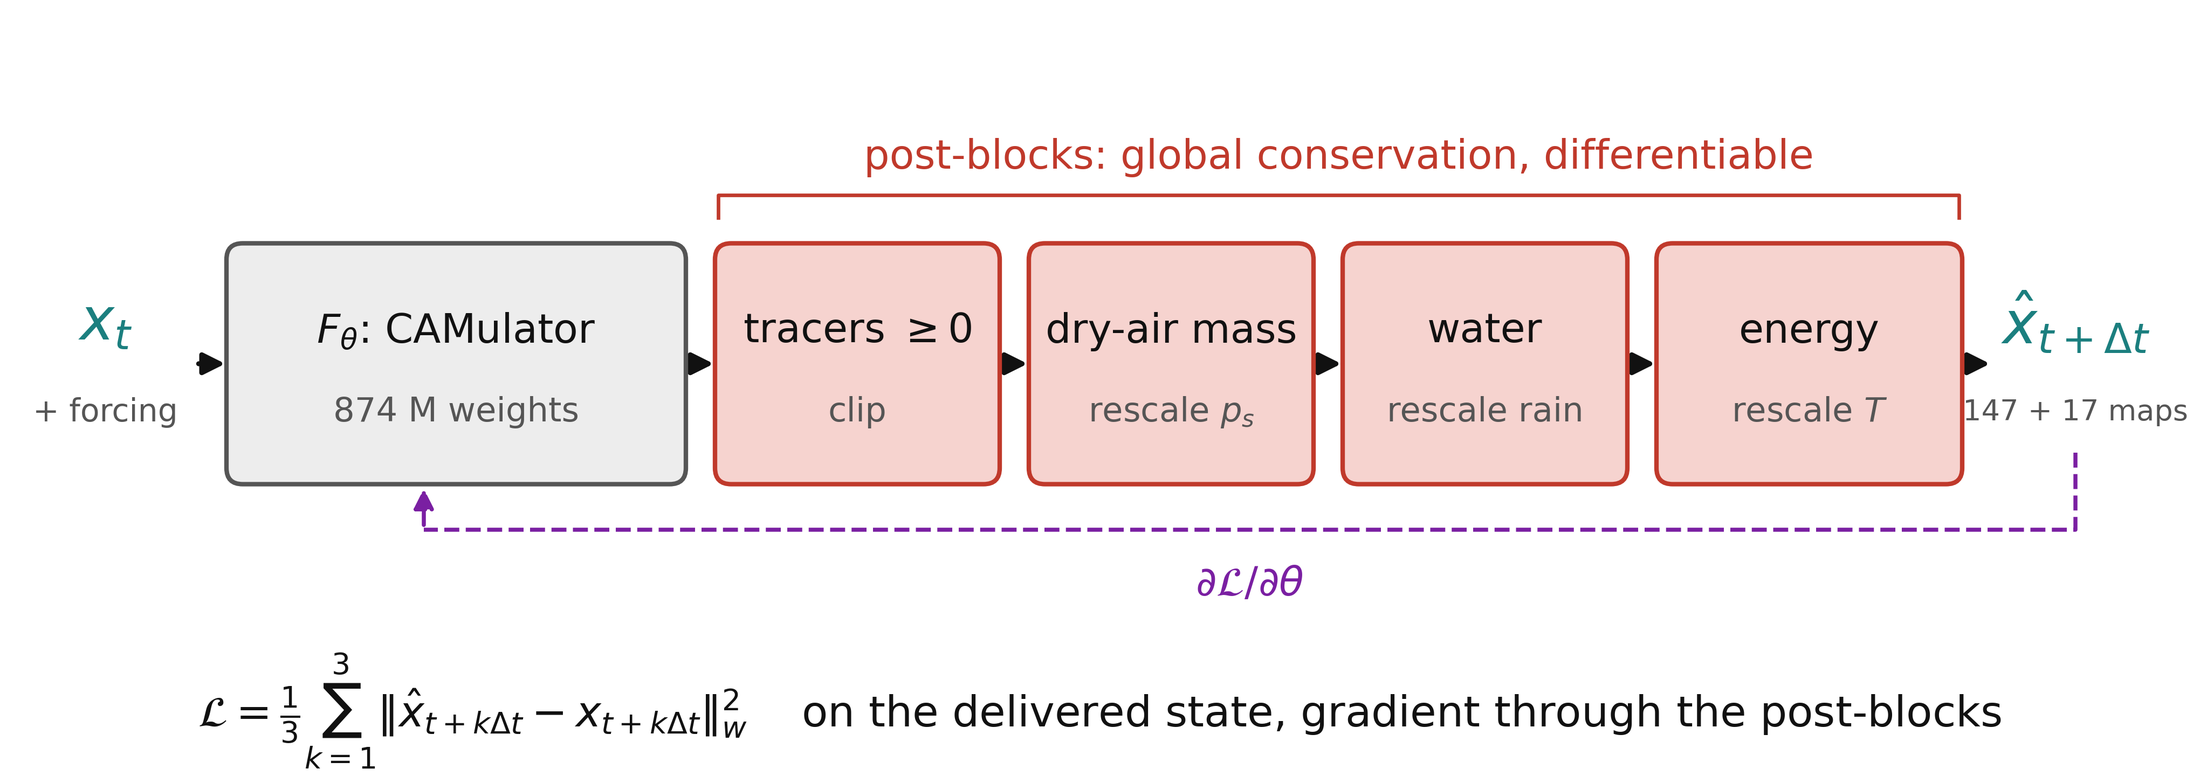 post-blocks: global conservation, differentiable
x_t
+ forcing
F_θ: CAMulator
874 M weights
tracers ≥0
clip
dry-air mass
rescale p_s
water
rescale rain
energy
rescale T
x̂_{t + Δt}
147 + 17 maps
∂ℒ/∂θ
ℒ = 1/3 ∑_{k = 1}^{3} ‖x̂_{t + kΔt} − x_{t + kΔt}‖_w^2 on the delivered state, gradient through the post-blocks